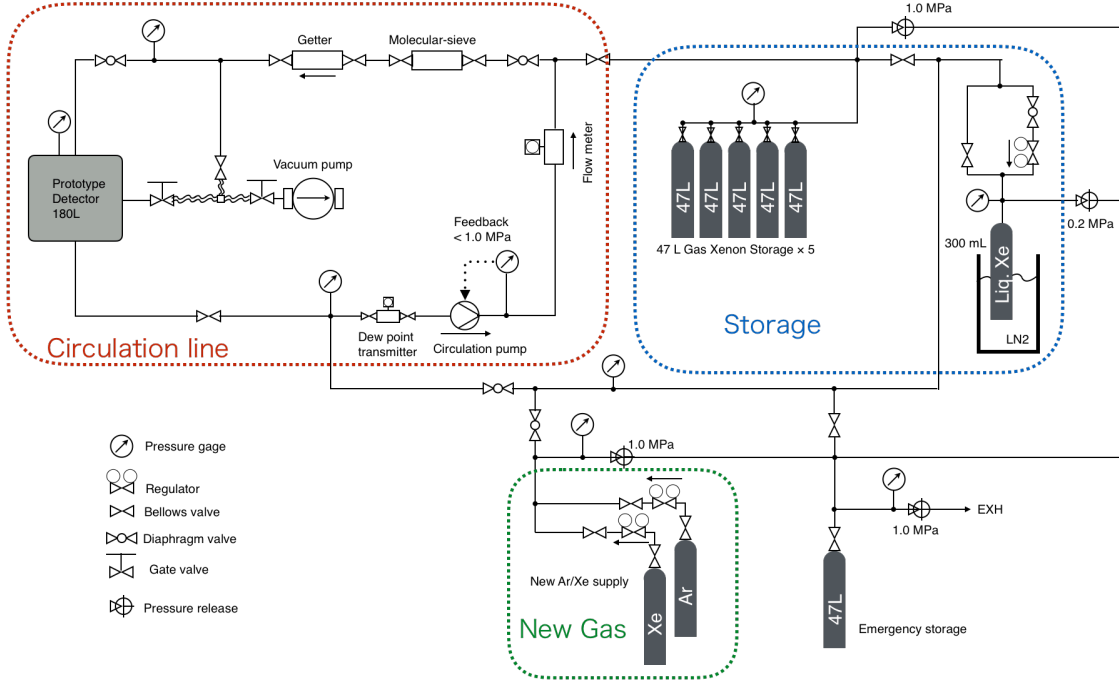 1.0 MPa
Getter
Molecular-sieve
Flow meter
Prototype
Detector
180L
Vacuum pump
Feedback
< 1.0 MPa
Dew point
transmitter
Circulation pump
Circulation line
47L
47L
47L
47L
47L
47 L Gas Xenon Storage × 5
300 mL
Liq. Xe
LN2
0.2 MPa
Storage
Pressure gage
Regulator
Bellows valve
Diaphragm valve
Gate valve
Pressure release
1.0 MPa
New Ar/Xe supply
Xe
Ar
New Gas
EXH
1.0 MPa
47L
Emergency storage